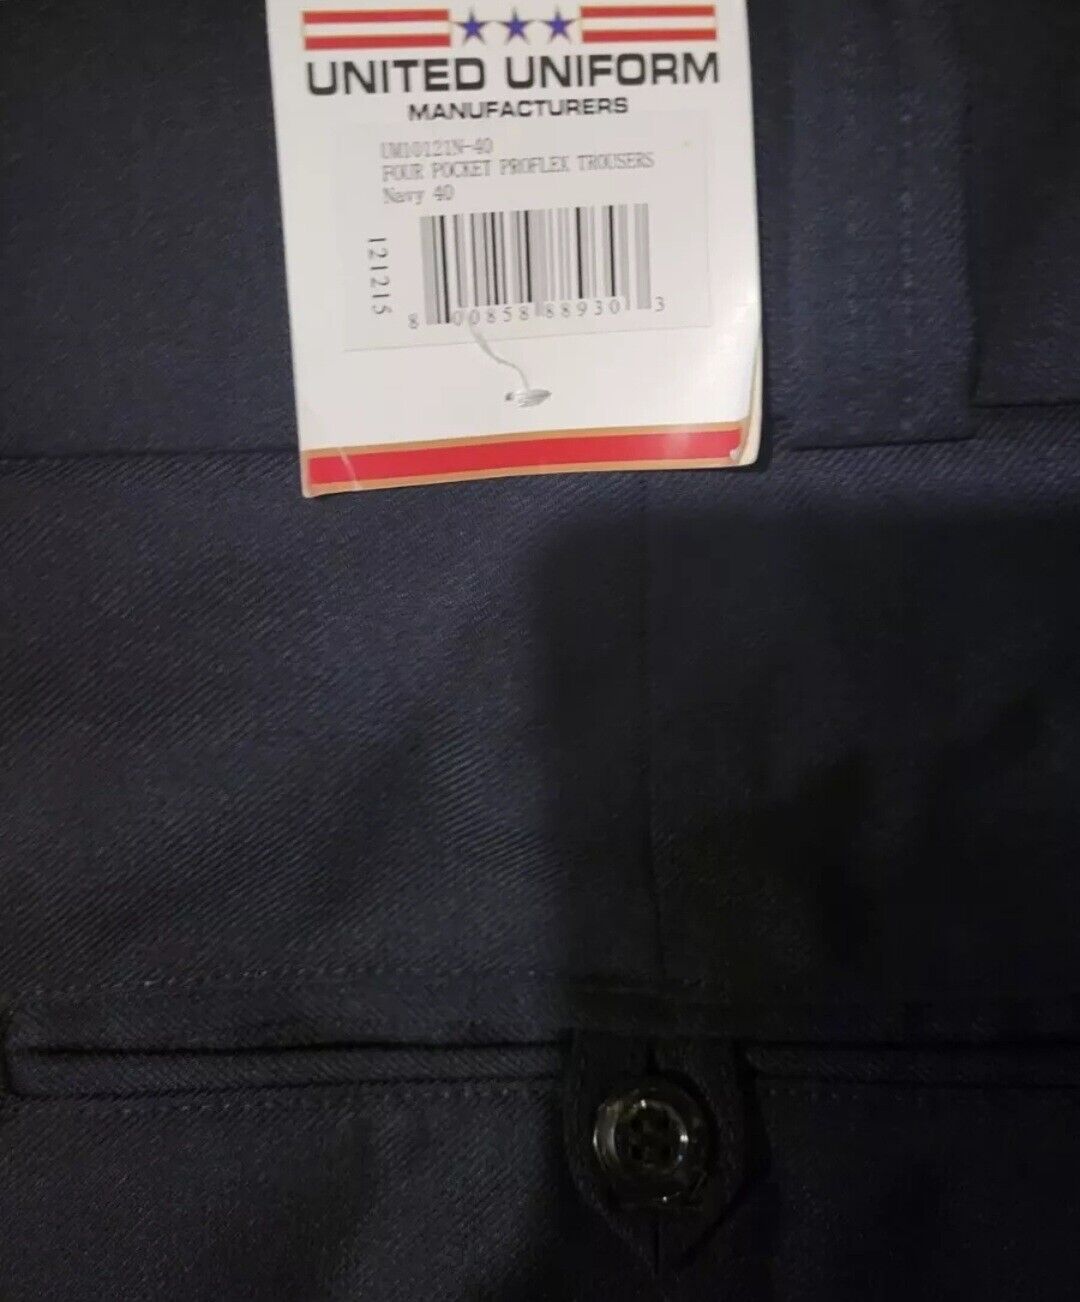 UNITED UNIFORM
MANUFACTURERS
UM10121N-40
FOUR POCKET PROFLEX TROUSERS
Navy 40
121215
8 00858 88930 3